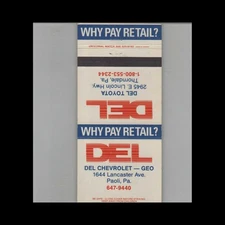 WHY PAY RETAIL?
1-800-553-2344
Thorndale, Pa.
2945 E. Lincoln Hwy.
DEL TOYOTA
DEL
WHY PAY RETAIL?
DEL
DEL CHEVROLET — GEO
1644 Lancaster Ave.
Paoli, Pa.
647-9440